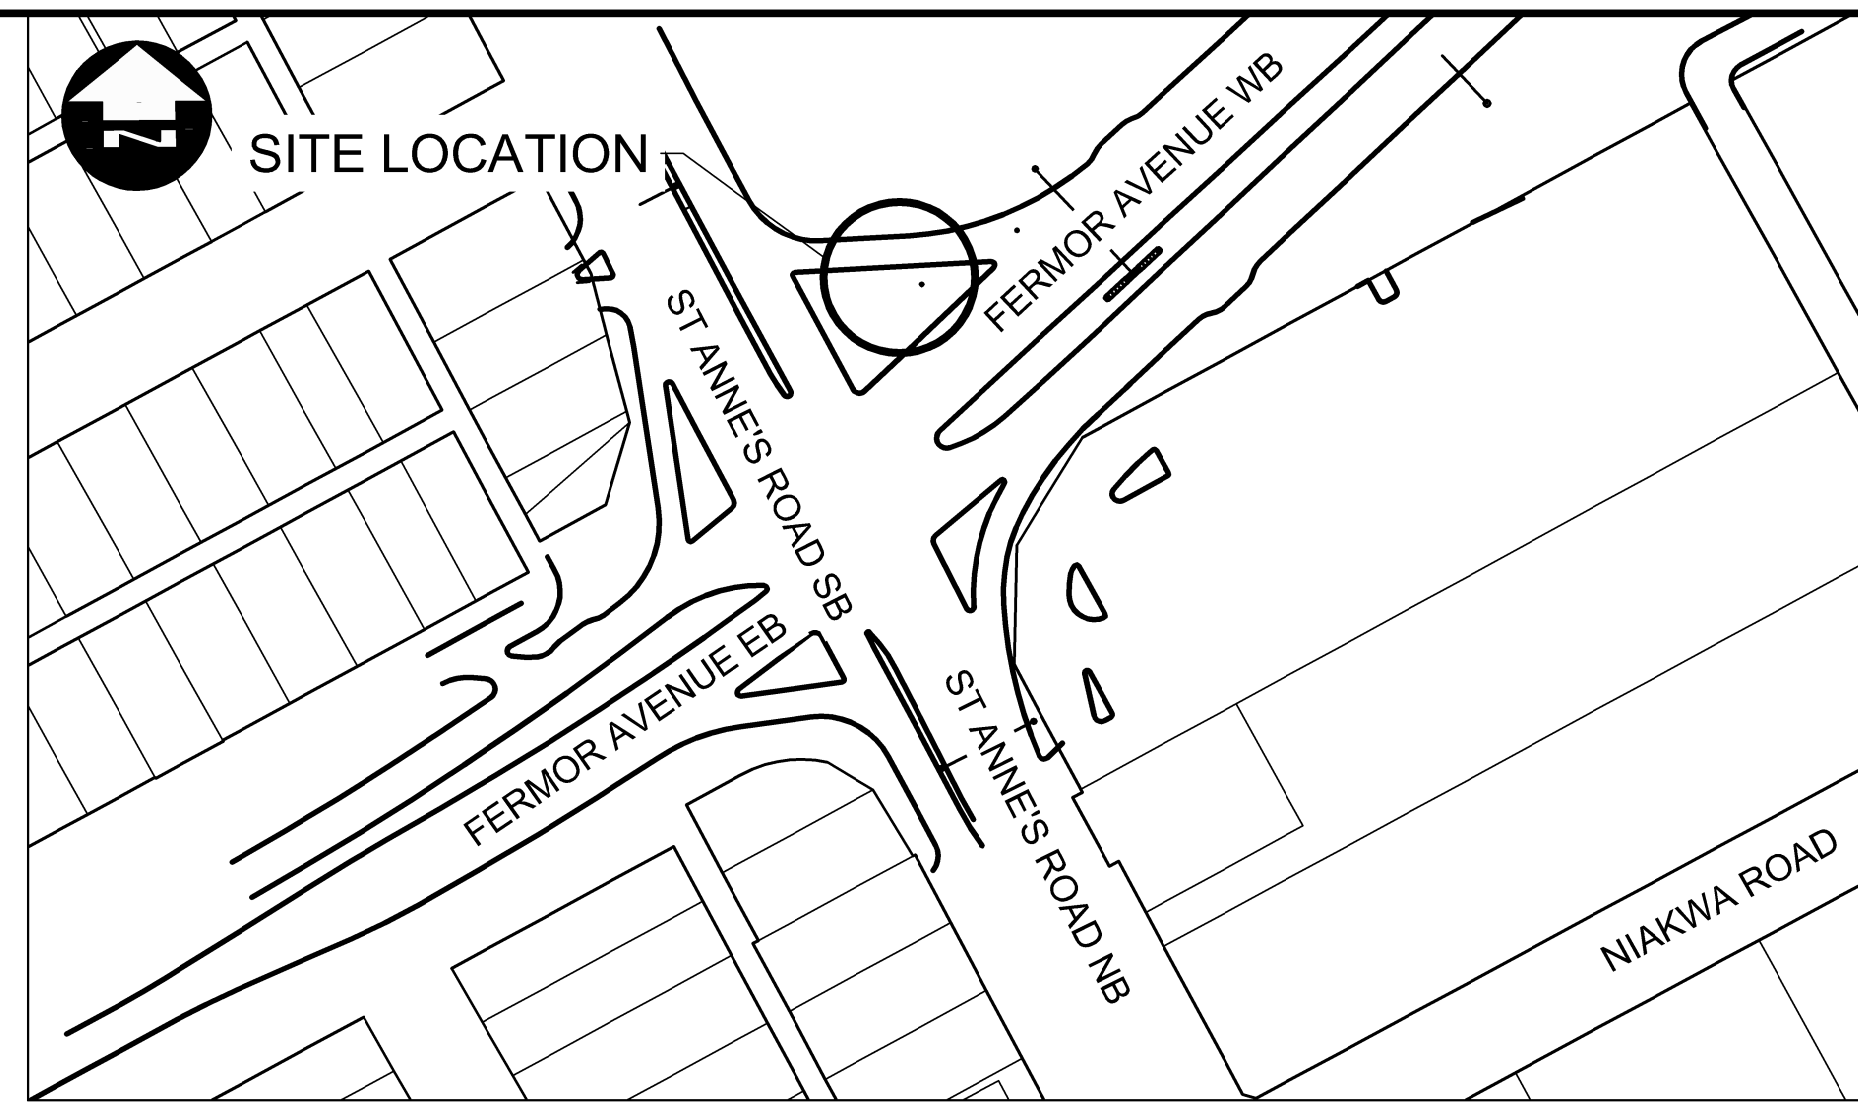 N
SITE LOCATION
FERMOR AVENUE WB
ST ANNE'S ROAD SB
FERMOR AVENUE EB
ST ANNE'S ROAD NB
NIAKWA ROAD